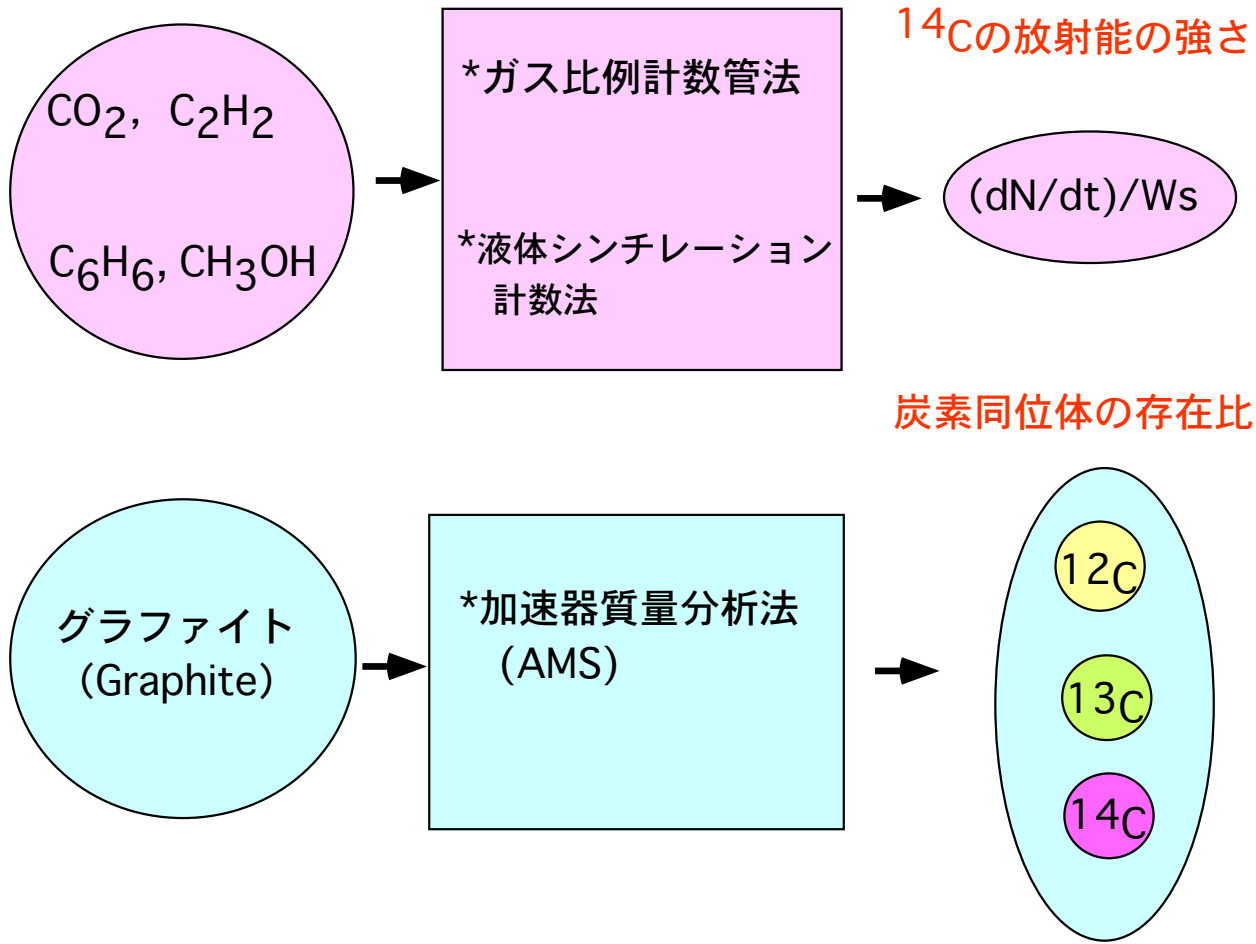 CO2, C2H2
C6H6, CH3OH
*ガス比例計数管法
*液体シンチレーション
計数法
14Cの放射能の強さ
(dN/dt)/Ws
グラファイト
(Graphite)
*加速器質量分析法
(AMS)
炭素同位体の存在比
12C
13C
14C